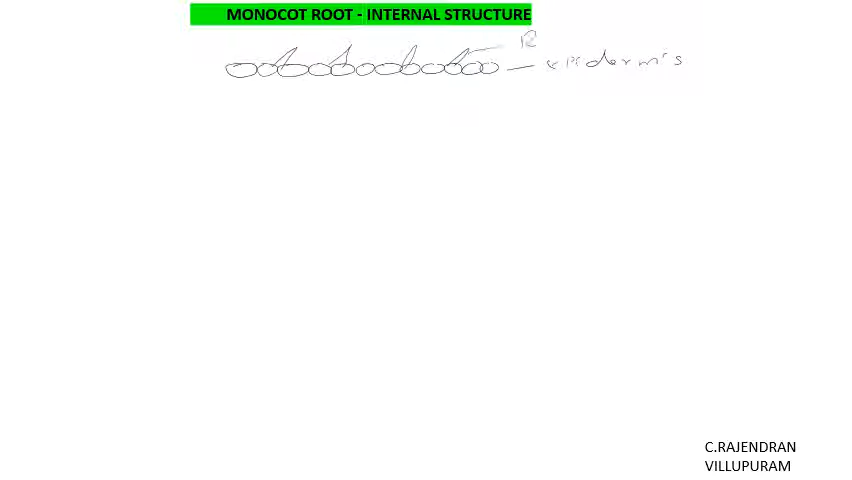 MONOCOT ROOT - INTERNAL STRUCTURE
R
epidermis
C.RAJENDRAN
VILLUPURAM